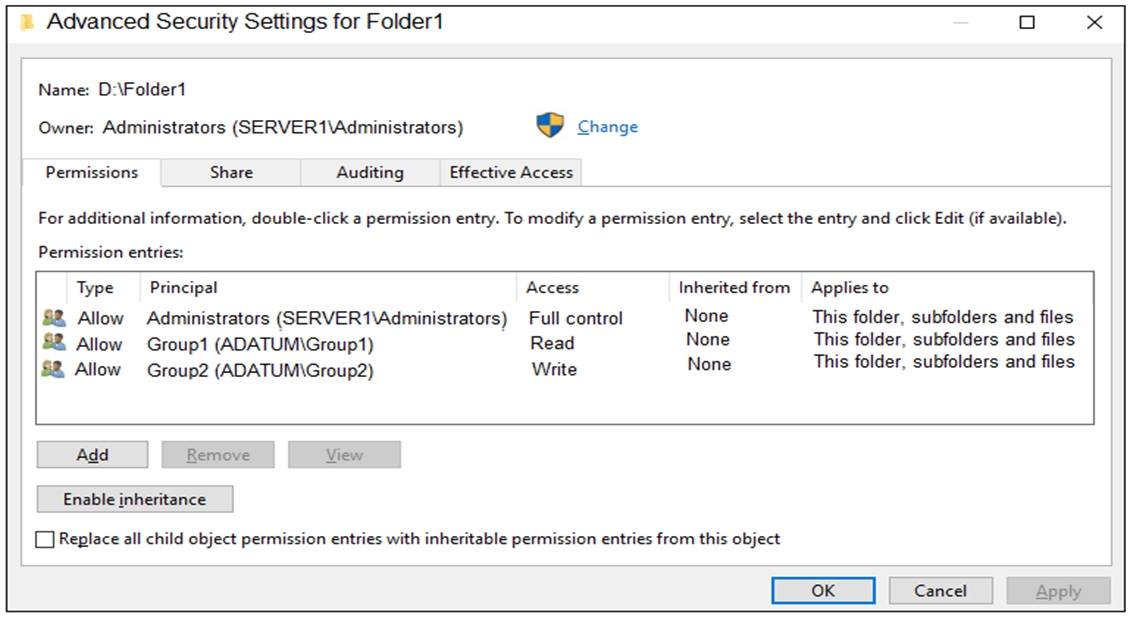 Advanced Security Settings for Folder1
Name: D:\Folder1
Owner: Administrators (SERVER1\Administrators) Change
Permissions Share Auditing Effective Access
For additional information, double-click a permission entry. To modify a permission entry, select the entry and click Edit (if available).
Permission entries:
Type Principal Access Inherited from Applies to
Allow Administrators (SERVER1\Administrators) Full control None This folder, subfolders and files
Allow Group1 (ADATUM\Group1) Read None This folder, subfolders and files
Allow Group2 (ADATUM\Group2) Write None This folder, subfolders and files
Add Remove View
Enable inheritance
Replace all child object permission entries with inheritable permission entries from this object
OK Cancel Apply